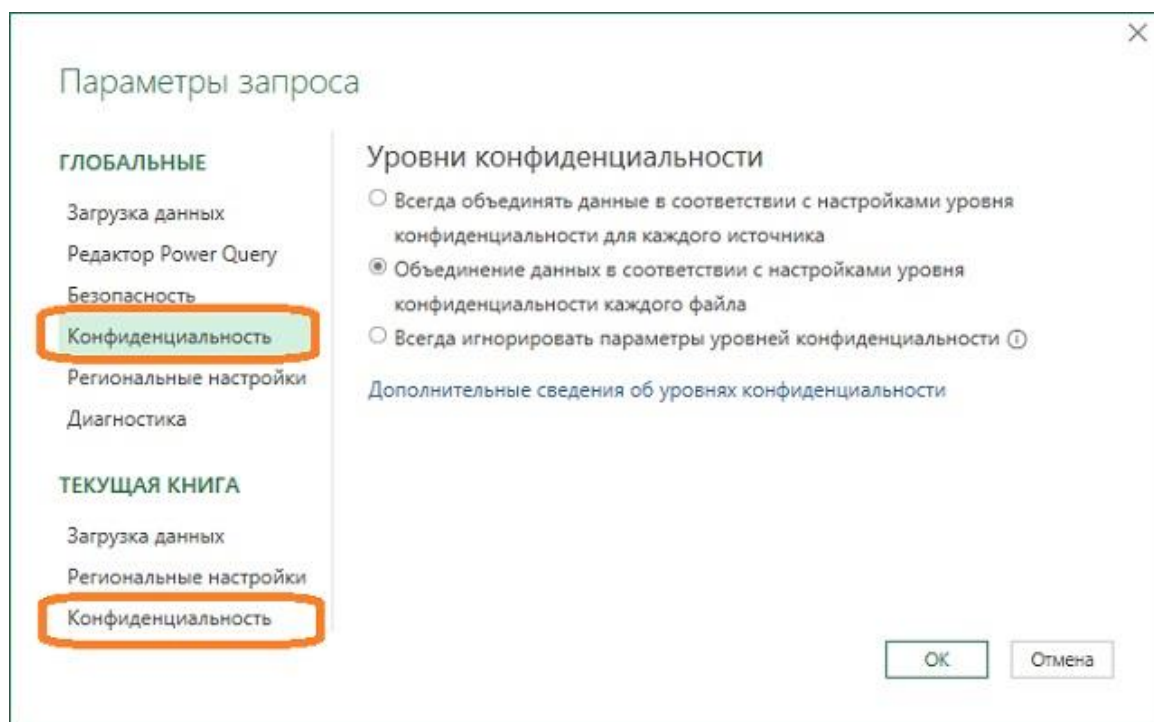 Параметры запроса
ГЛОБАЛЬНЫЕ
Загрузка данных
Редактор Power Query
Безопасность
Конфиденциальность
Региональные настройки
Диагностика
ТЕКУЩАЯ КНИГА
Загрузка данных
Региональные настройки
Конфиденциальность
Уровни конфиденциальности
Всегда объединять данные в соответствии с настройками уровня
конфиденциальности для каждого источника
Объединение данных в соответствии с настройками уровня
конфиденциальности каждого файла
Всегда игнорировать параметры уровней конфиденциальности
Дополнительные сведения об уровнях конфиденциальности
ОК
Отмена